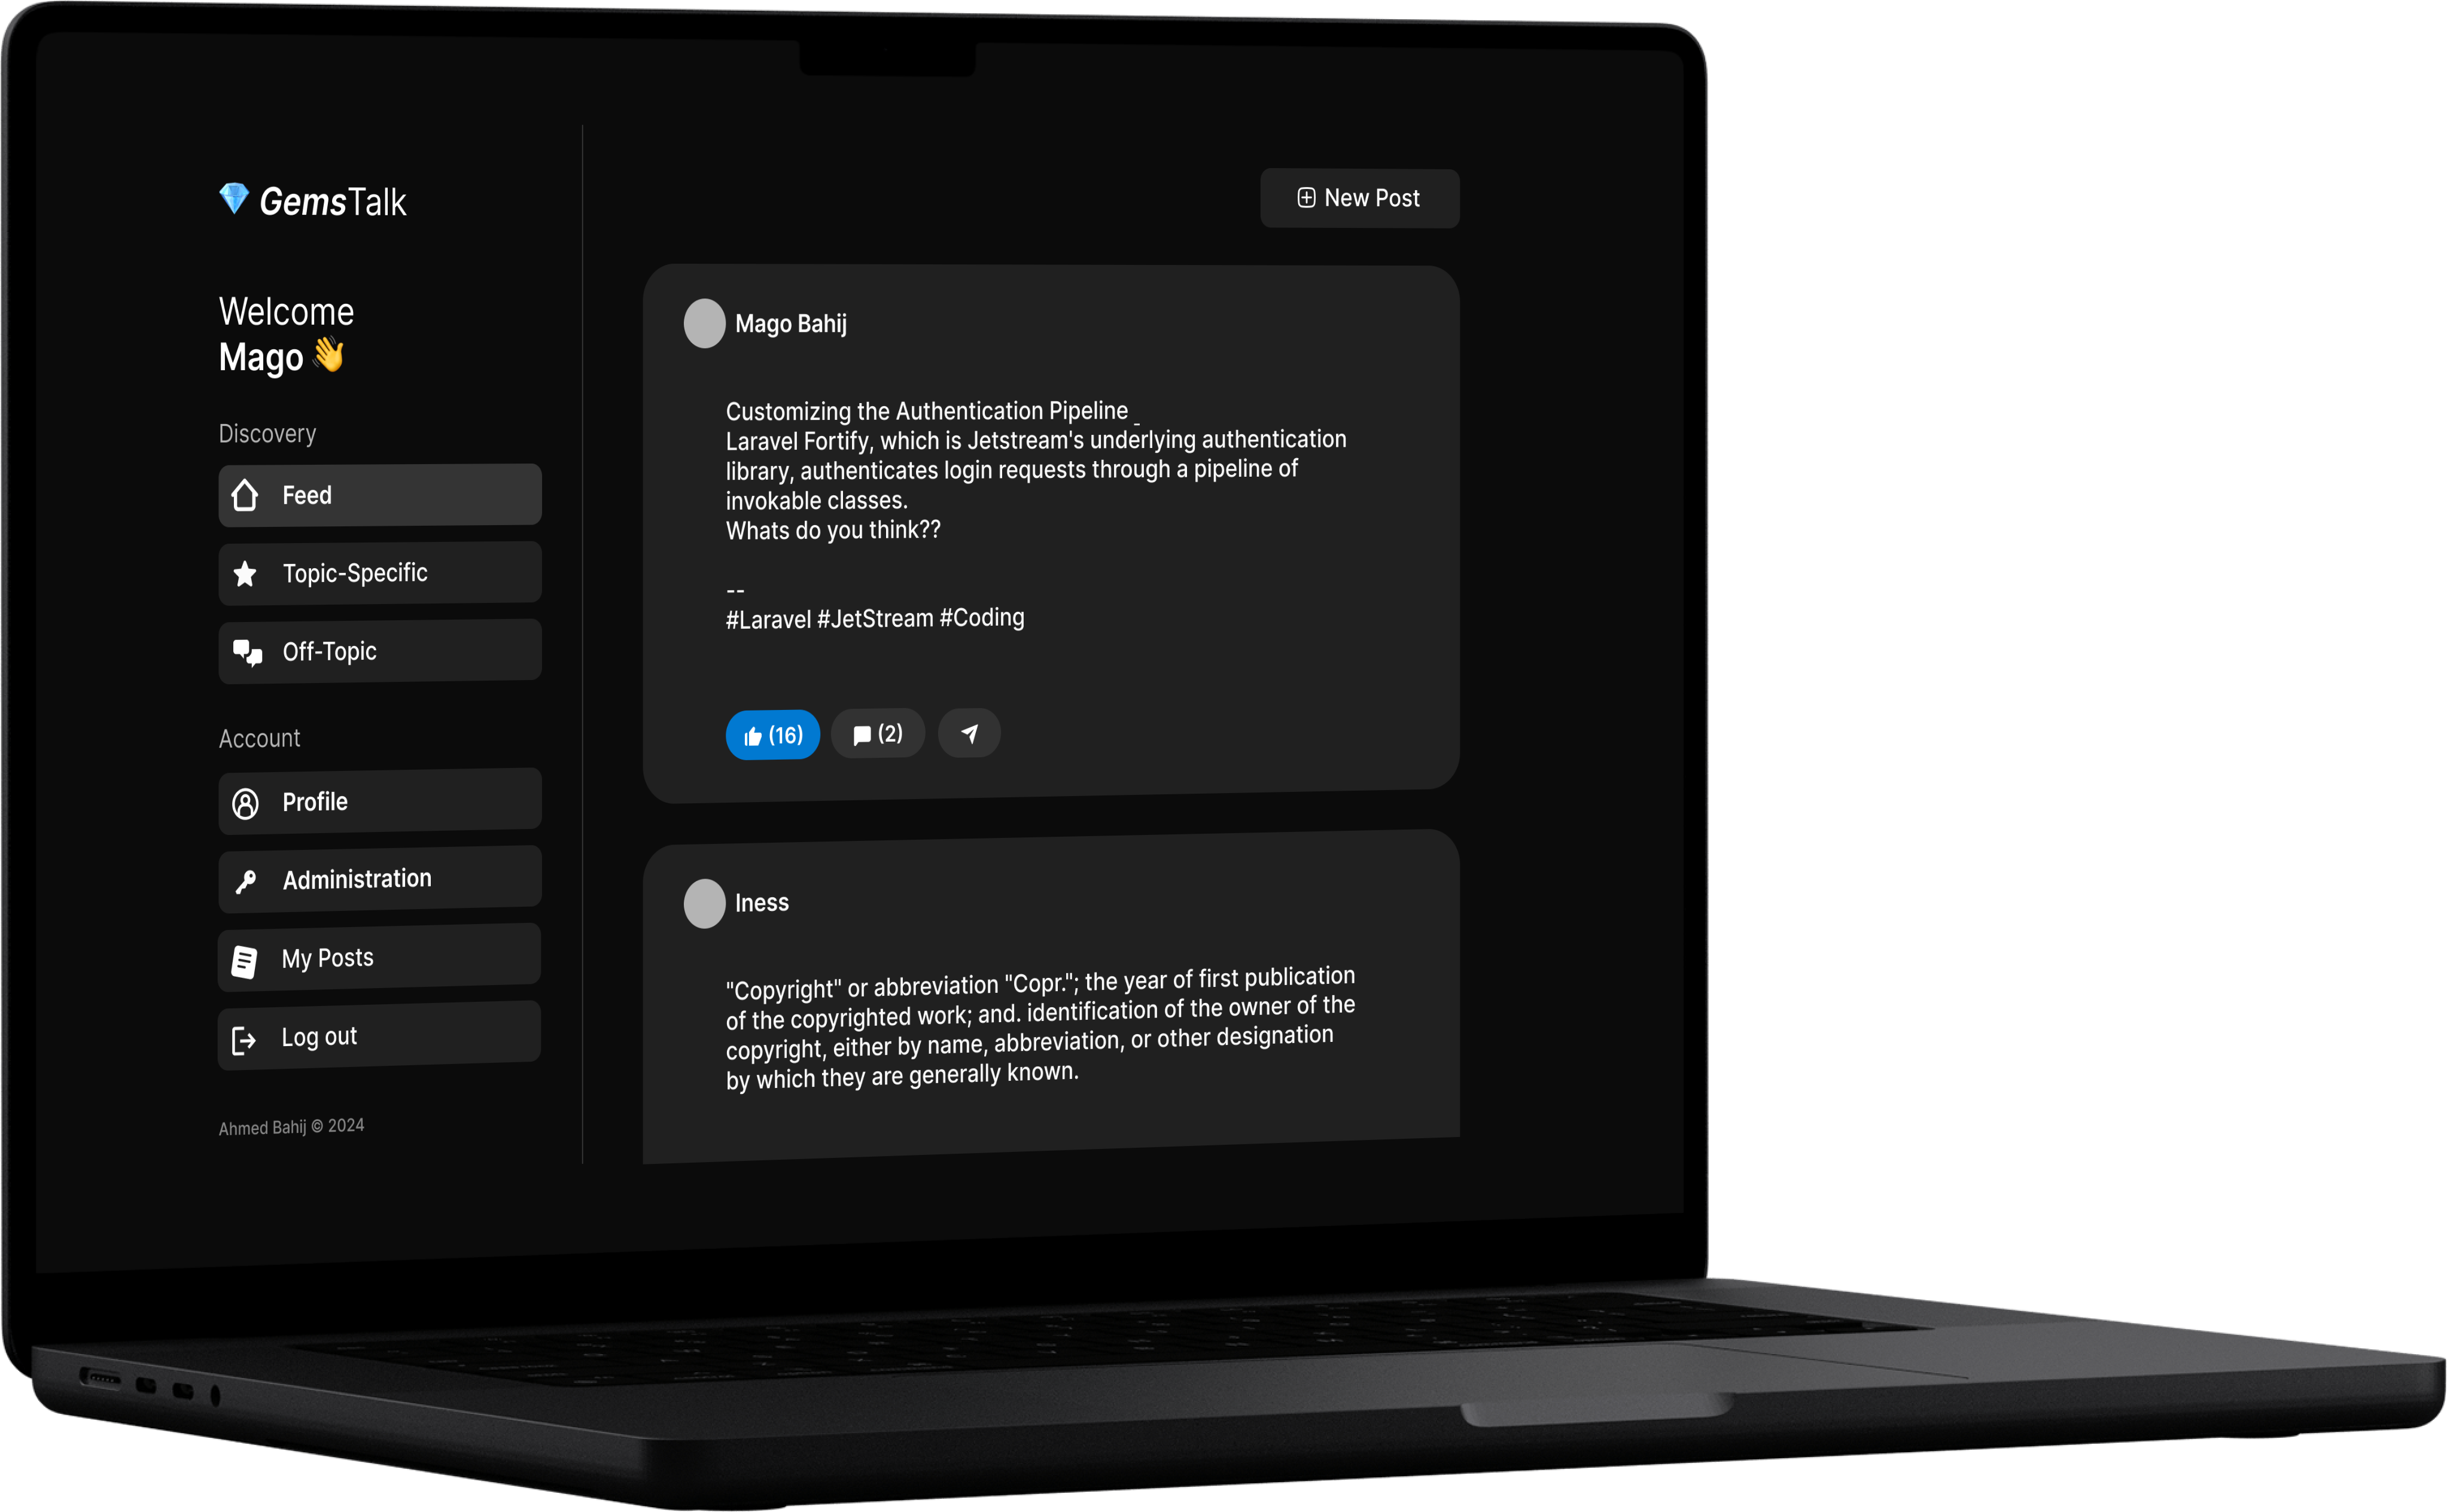 GemsTalk
Welcome
Mago 👋
Discovery
Feed
Topic-Specific
Off-Topic
Account
Profile
Administration
My Posts
Log out
Ahmed Bahij © 2024
New Post
Mago Bahij
Customizing the Authentication Pipeline _
Laravel Fortify, which is Jetstream's underlying authentication
library, authenticates login requests through a pipeline of
invokable classes.
Whats do you think??
--
#Laravel #JetStream #Coding
(16)
(2)
Iness
"Copyright" or abbreviation "Copr."; the year of first publication
of the copyrighted work; and. identification of the owner of the
copyright, either by name, abbreviation, or other designation
by which they are generally known.